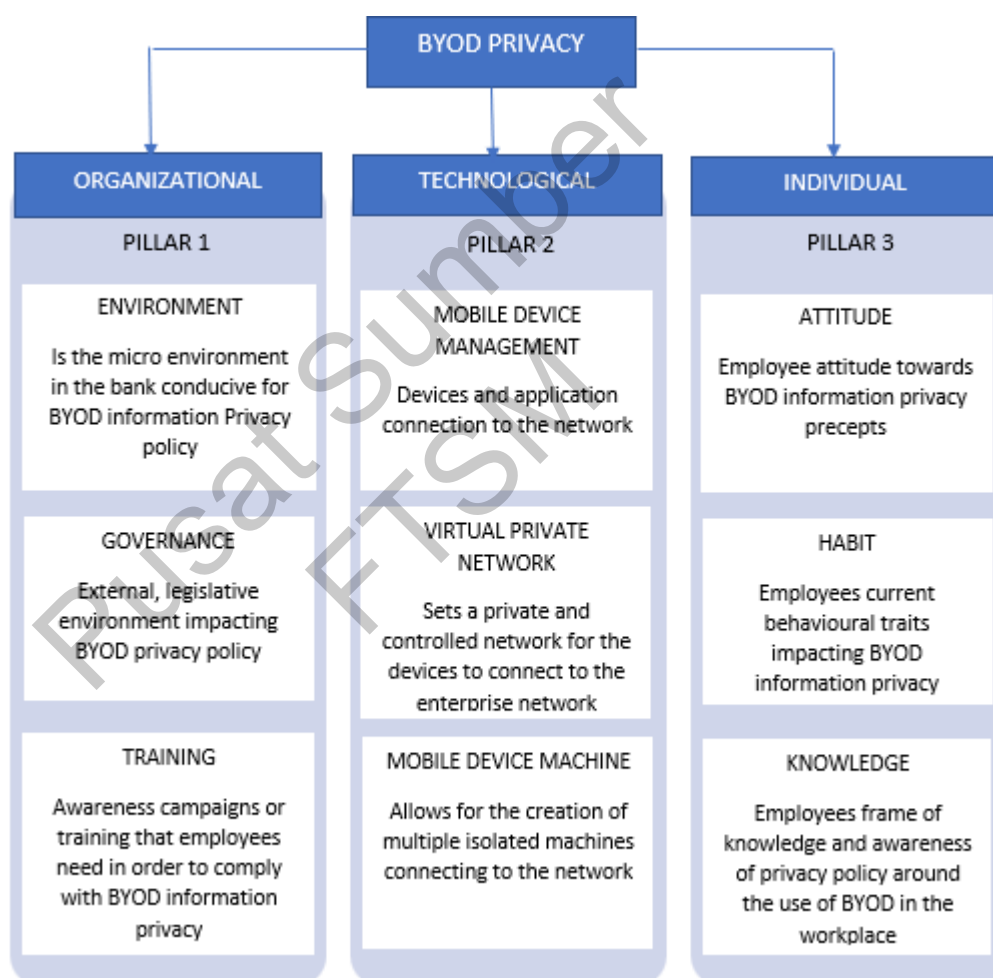 BYOD PRIVACY
ORGANIZATIONAL
PILLAR 1
ENVIRONMENT
Is the micro environment
in the bank conducive for
BYOD information Privacy
policy
GOVERNANCE
External, legislative
environment impacting
BYOD privacy policy
TRAINING
Awareness campaigns or
training that employees
need in order to comply
with BYOD information
privacy
TECHNOLOGICAL
PILLAR 2
MOBILE DEVICE
MANAGEMENT
Devices and application
connection to the network
VIRTUAL PRIVATE
NETWORK
Sets a private and
controlled network for the
devices to connect to the
enterprise network
MOBILE DEVICE MACHINE
Allows for the creation of
multiple isolated machines
connecting to the network
INDIVIDUAL
PILLAR 3
ATTITUDE
Employee attitude towards
BYOD information privacy
precepts
HABIT
Employees current
behavioural traits
impacting BYOD
information privacy
KNOWLEDGE
Employees frame of
knowledge and awareness
of privacy policy around
the use of BYOD in the
workplace
Pusat Sumber
FTSM